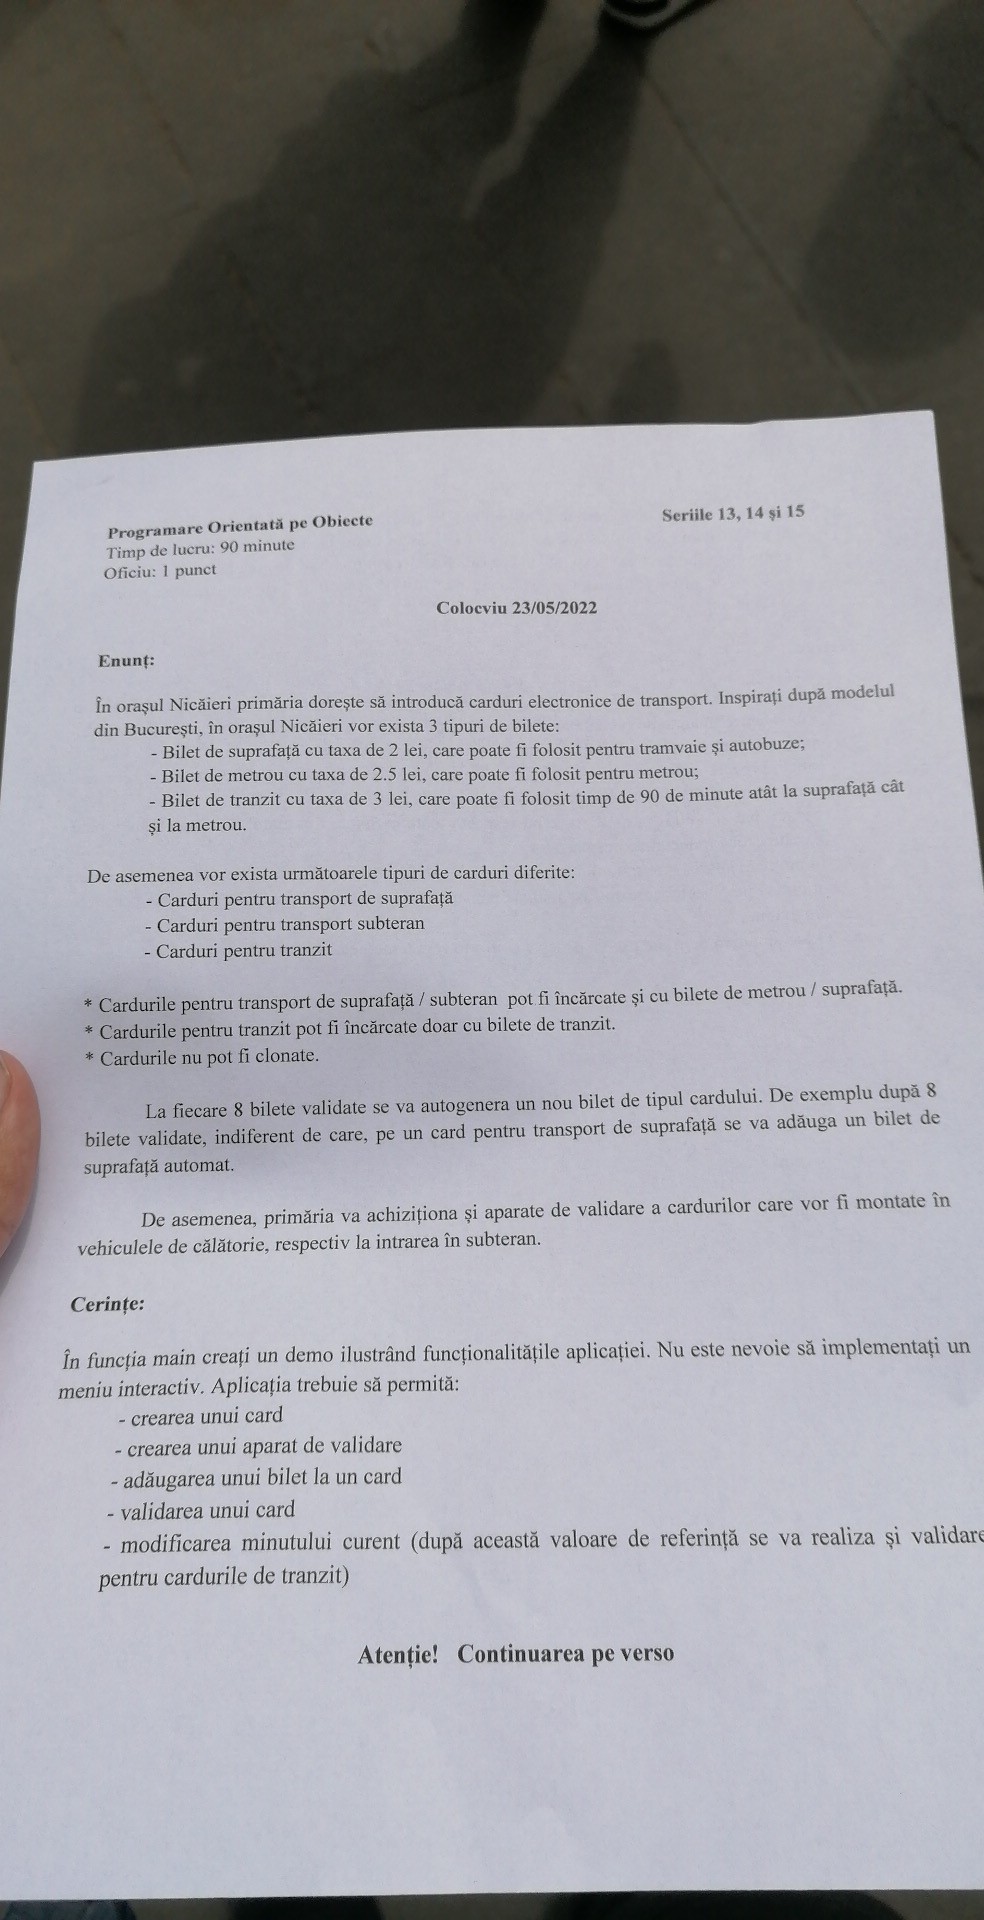 Programare Orientată pe Obiecte
Seriile 13, 14 și 15
Timp de lucru: 90 minute
Oficiu: 1 punct
Colocviu 23/05/2022
Enunț:
În orașul Nicăieri primăria dorește să introducă carduri electronice de transport. Inspirați după modelul
din București, în orașul Nicăieri vor exista 3 tipuri de bilete:
- Bilet de suprafață cu taxa de 2 lei, care poate fi folosit pentru tramvaie și autobuze;
- Bilet de metrou cu taxa de 2.5 lei, care poate fi folosit pentru metrou;
- Bilet de tranzit cu taxa de 3 lei, care poate fi folosit timp de 90 de minute atât la suprafață cât
și la metrou.
De asemenea vor exista următoarele tipuri de carduri diferite:
- Carduri pentru transport de suprafață
- Carduri pentru transport subteran
- Carduri pentru tranzit
* Cardurile pentru transport de suprafață / subteran pot fi încărcate și cu bilete de metrou / suprafață.
* Cardurile pentru tranzit pot fi încărcate doar cu bilete de tranzit.
* Cardurile nu pot fi clonate.
La fiecare 8 bilete validate se va autogenera un nou bilet de tipul cardului. De exemplu după 8
bilete validate, indiferent de care, pe un card pentru transport de suprafață se va adăuga un bilet de
suprafață automat.
De asemenea, primăria va achiziționa și aparate de validare a cardurilor care vor fi montate în
vehiculele de călătorie, respectiv la intrarea în subteran.
Cerințe:
În funcția main creați un demo ilustrând funcționalitățile aplicației. Nu este nevoie să implementați un
meniu interactiv. Aplicația trebuie să permită:
- crearea unui card
- crearea unui aparat de validare
- adăugarea unui bilet la un card
- validarea unui card
- modificarea minutului curent (după această valoare de referință se va realiza și validare
pentru cardurile de tranzit)
Atenție! Continuarea pe verso